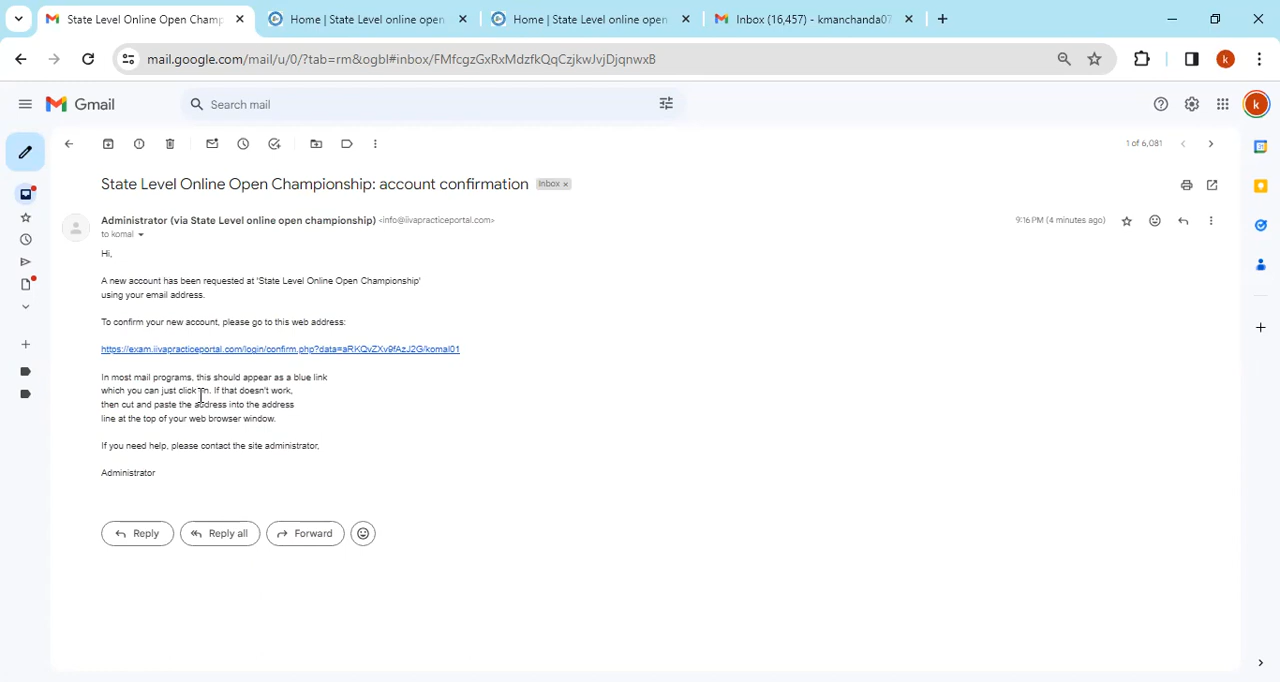 State Level Online Open Champ
Home | State Level online open
Home | State Level online open
Inbox (16,457) - kmanchanda07
mail.google.com/mail/u/0/?tab=rm&ogbl#inbox/FMfcgzGxRxMdzfkQqCzjkwJvjDjqnwxB
k
Gmail
Search mail
k
1 of 6,081
State Level Online Open Championship: account confirmation
Inbox x
Administrator (via State Level online open championship) <info@iivapracticeportal.com>
9:16 PM (4 minutes ago)
to komal
Hi,
A new account has been requested at 'State Level Online Open Championship'
using your email address.
To confirm your new account, please go to this web address:
https://exam.iivapracticeportal.com/login/confirm.php?data=aRKQvZXv9fAzJ2G/komal01
In most mail programs, this should appear as a blue link
which you can just click on. If that doesn't work,
then cut and paste the address into the address
line at the top of your web browser window.
If you need help, please contact the site administrator,
Administrator
Reply
Reply all
Forward